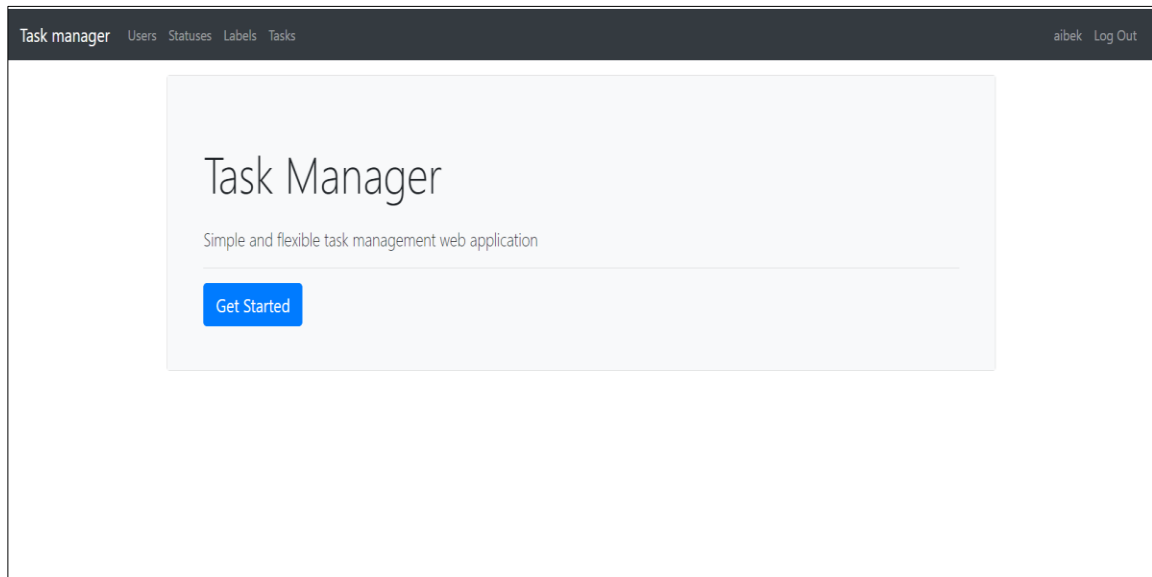 Task manager Users Statuses Labels Tasks aibek Log Out
Task Manager
Simple and flexible task management web application
Get Started